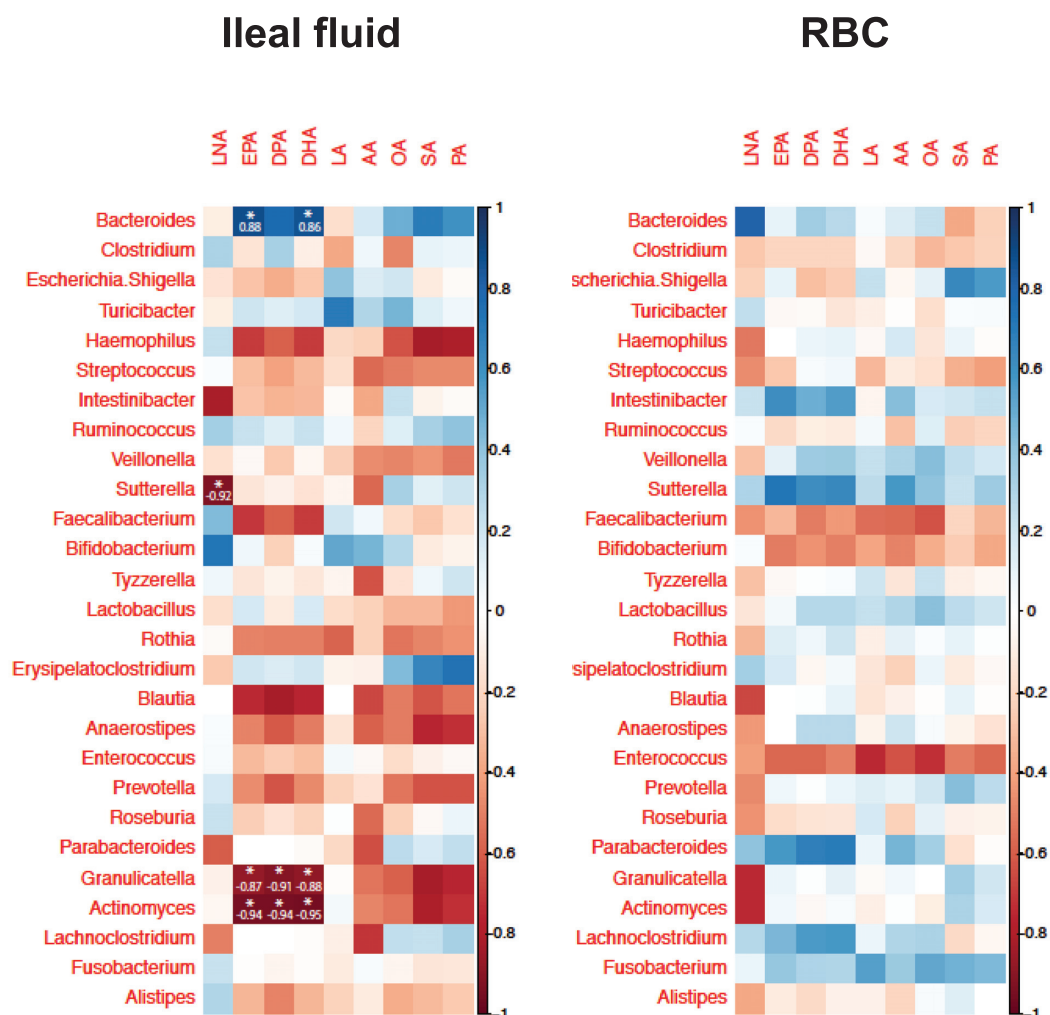 Ileal fluid
LNA EPA DPA DHA LA AA OA SA PA
Bacteroides
Clostridium
Escherichia.Shigella
Turicibacter
Haemophilus
Streptococcus
Intestinibacter
Ruminococcus
Veillonella
Sutterella
Faecalibacterium
Bifidobacterium
Tyzzerella
Lactobacillus
Rothia
Erysipelatoclostridium
Blautia
Anaerostipes
Enterococcus
Prevotella
Roseburia
Parabacteroides
Granulicatella
Actinomyces
Lachnoclostridium
Fusobacterium
Alistipes
* *
0.88 0.86
*
-0.92
* * *
-0.87 -0.91 -0.88
* * *
-0.94 -0.94 -0.95
1
0.8
0.6
0.4
0.2
0
-0.2
-0.4
-0.6
-0.8
-1
RBC
LNA EPA DPA DHA LA AA OA SA PA
Bacteroides
Clostridium
scherichia.Shigella
Turicibacter
Haemophilus
Streptococcus
Intestinibacter
Ruminococcus
Veillonella
Sutterella
Faecalibacterium
Bifidobacterium
Tyzzerella
Lactobacillus
Rothia
sipelatoclostridium
Blautia
Anaerostipes
Enterococcus
Prevotella
Roseburia
Parabacteroides
Granulicatella
Actinomyces
Lachnoclostridium
Fusobacterium
Alistipes
1
0.8
0.6
0.4
0.2
0
-0.2
-0.4
-0.6
-0.8
-1